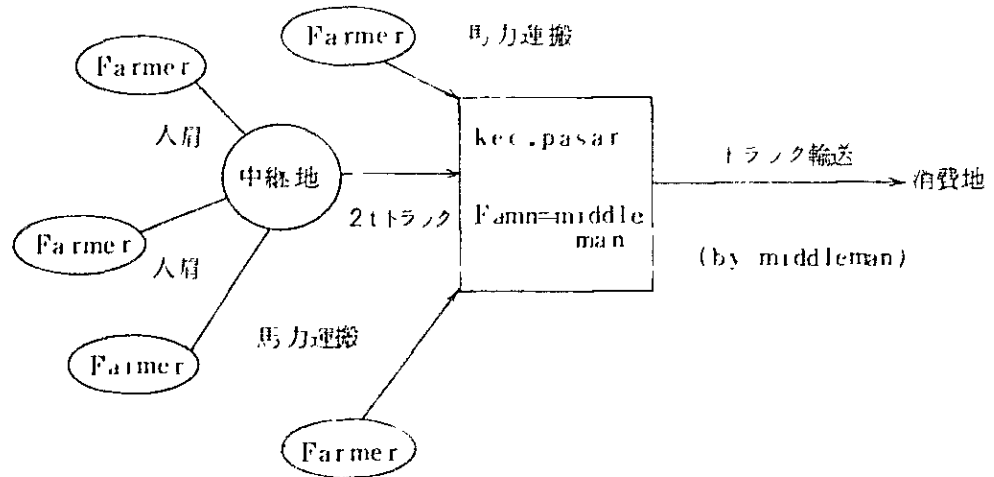 Farmer
馬力運搬
Farmer
人肩
中継地
kec.pasar
トラック輸送
消費地
2tトラック
Famn=middle
man
(by middleman)
Farmer
人肩
馬力運搬
Farmer
Farmer